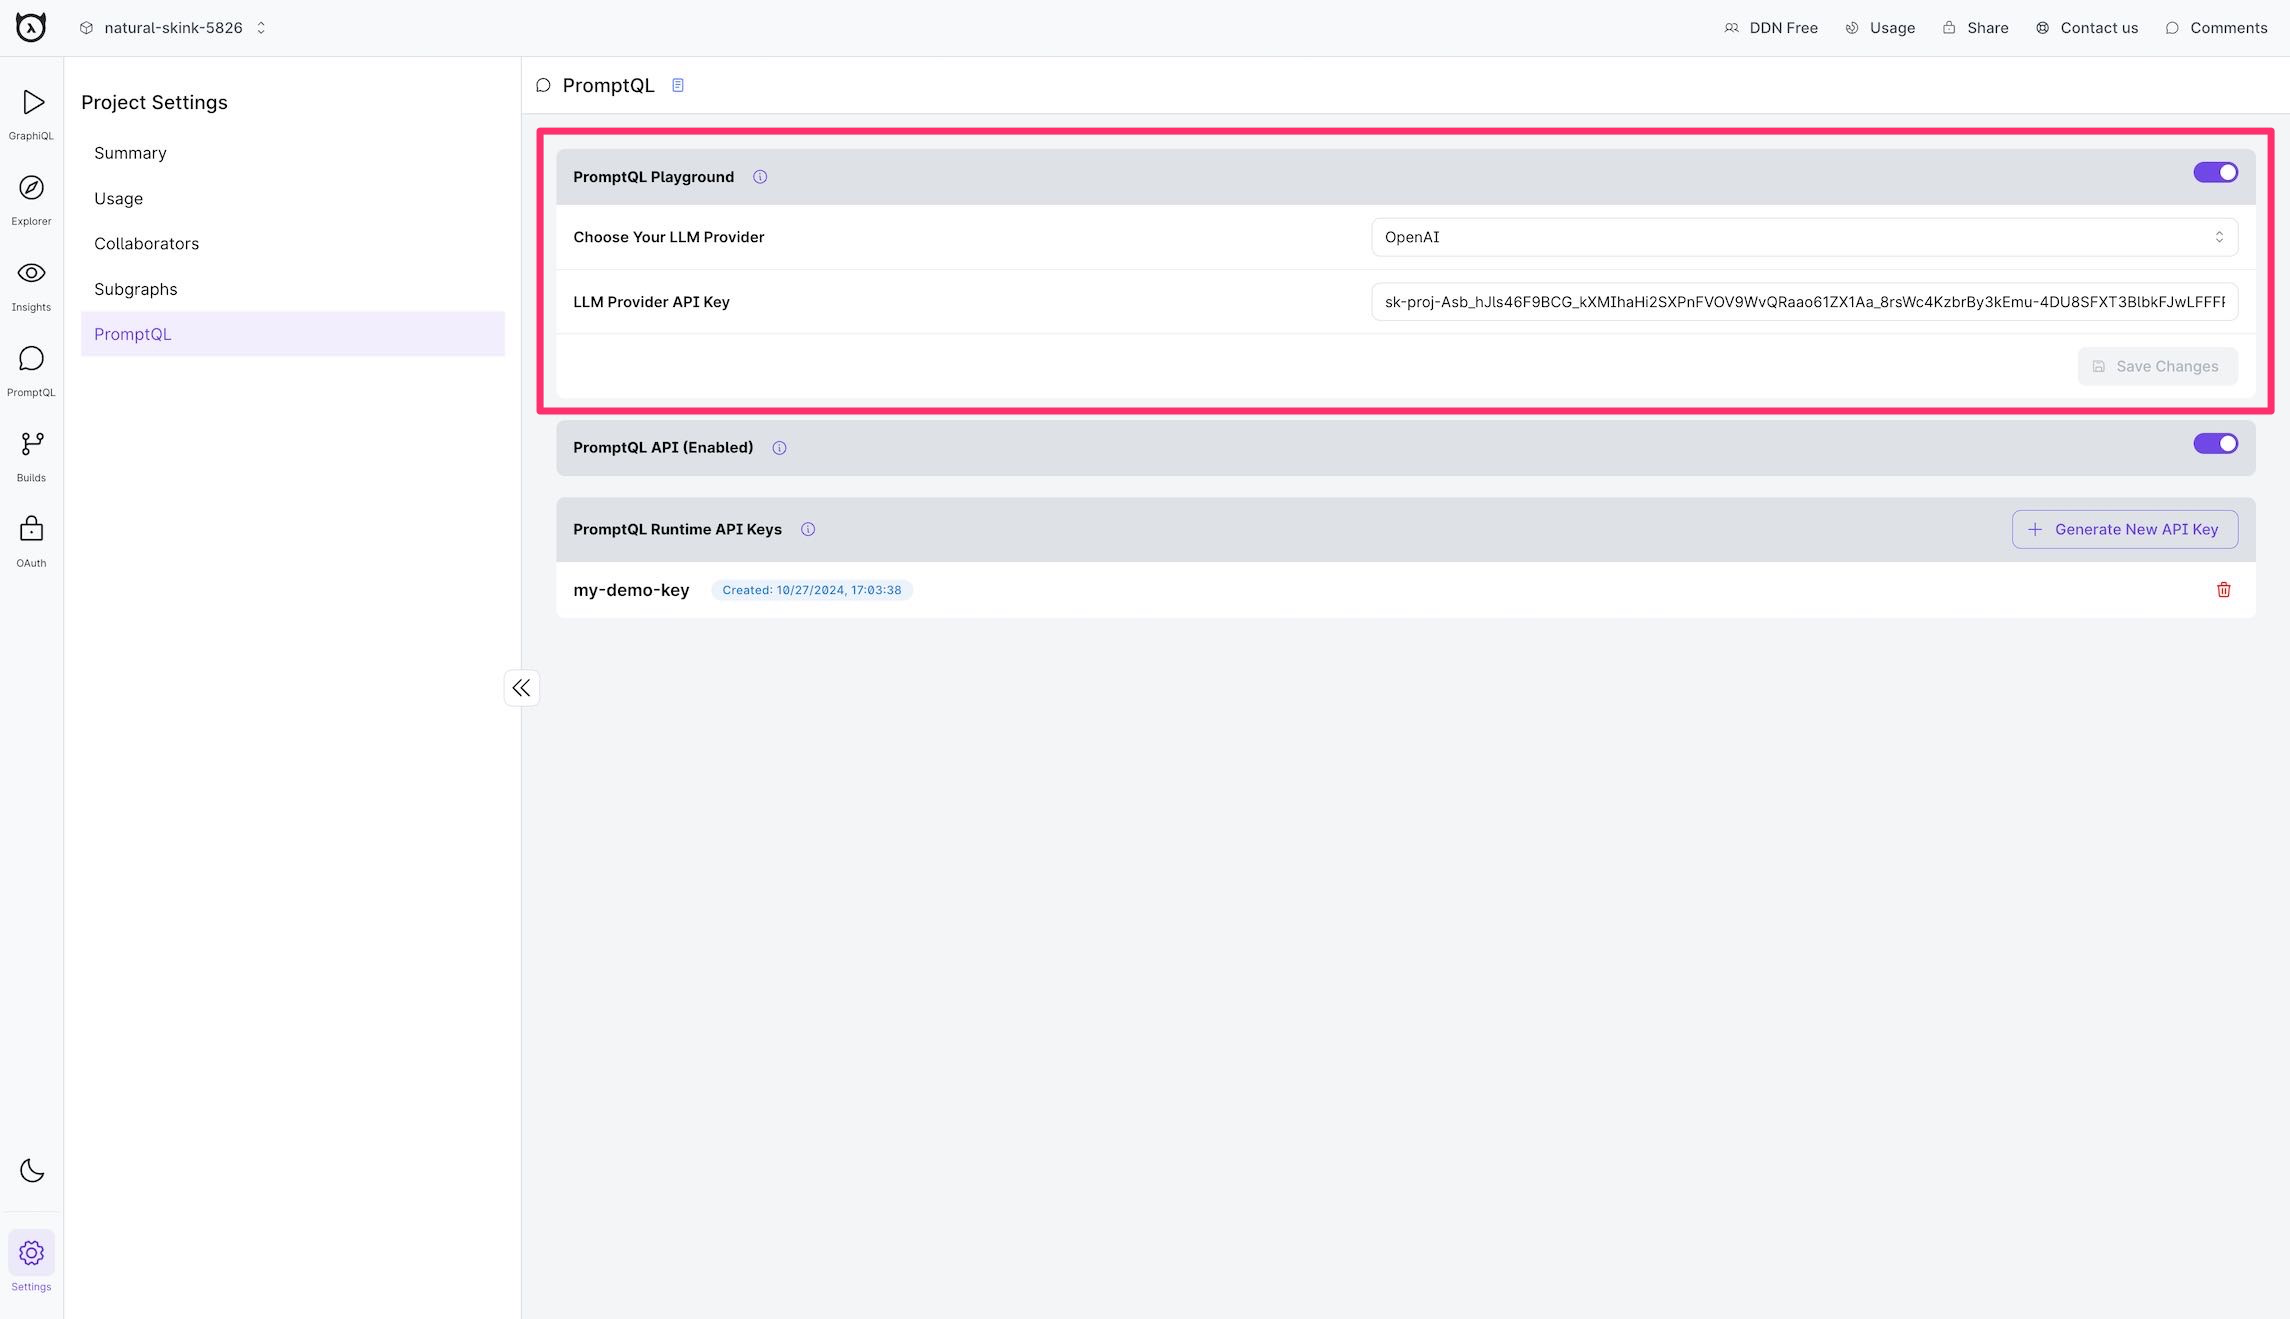 natural-skink-5826
DDN Free
Usage
Share
Contact us
Comments
GraphiQL
Explorer
Insights
PromptQL
Builds
OAuth
Settings
Project Settings
Summary
Usage
Collaborators
Subgraphs
PromptQL
PromptQL
PromptQL Playground
Choose Your LLM Provider
OpenAI
LLM Provider API Key
sk-proj-Asb_hJls46F9BCG_kXMIhaHi2SXPnFVOV9WvQRaao61ZX1Aa_8rsWc4KzbrBy3kEmu-4DU8SFXT3BlbkFJwLFFF
Save Changes
PromptQL API (Enabled)
PromptQL Runtime API Keys
Generate New API Key
my-demo-key
Created: 10/27/2024, 17:03:38